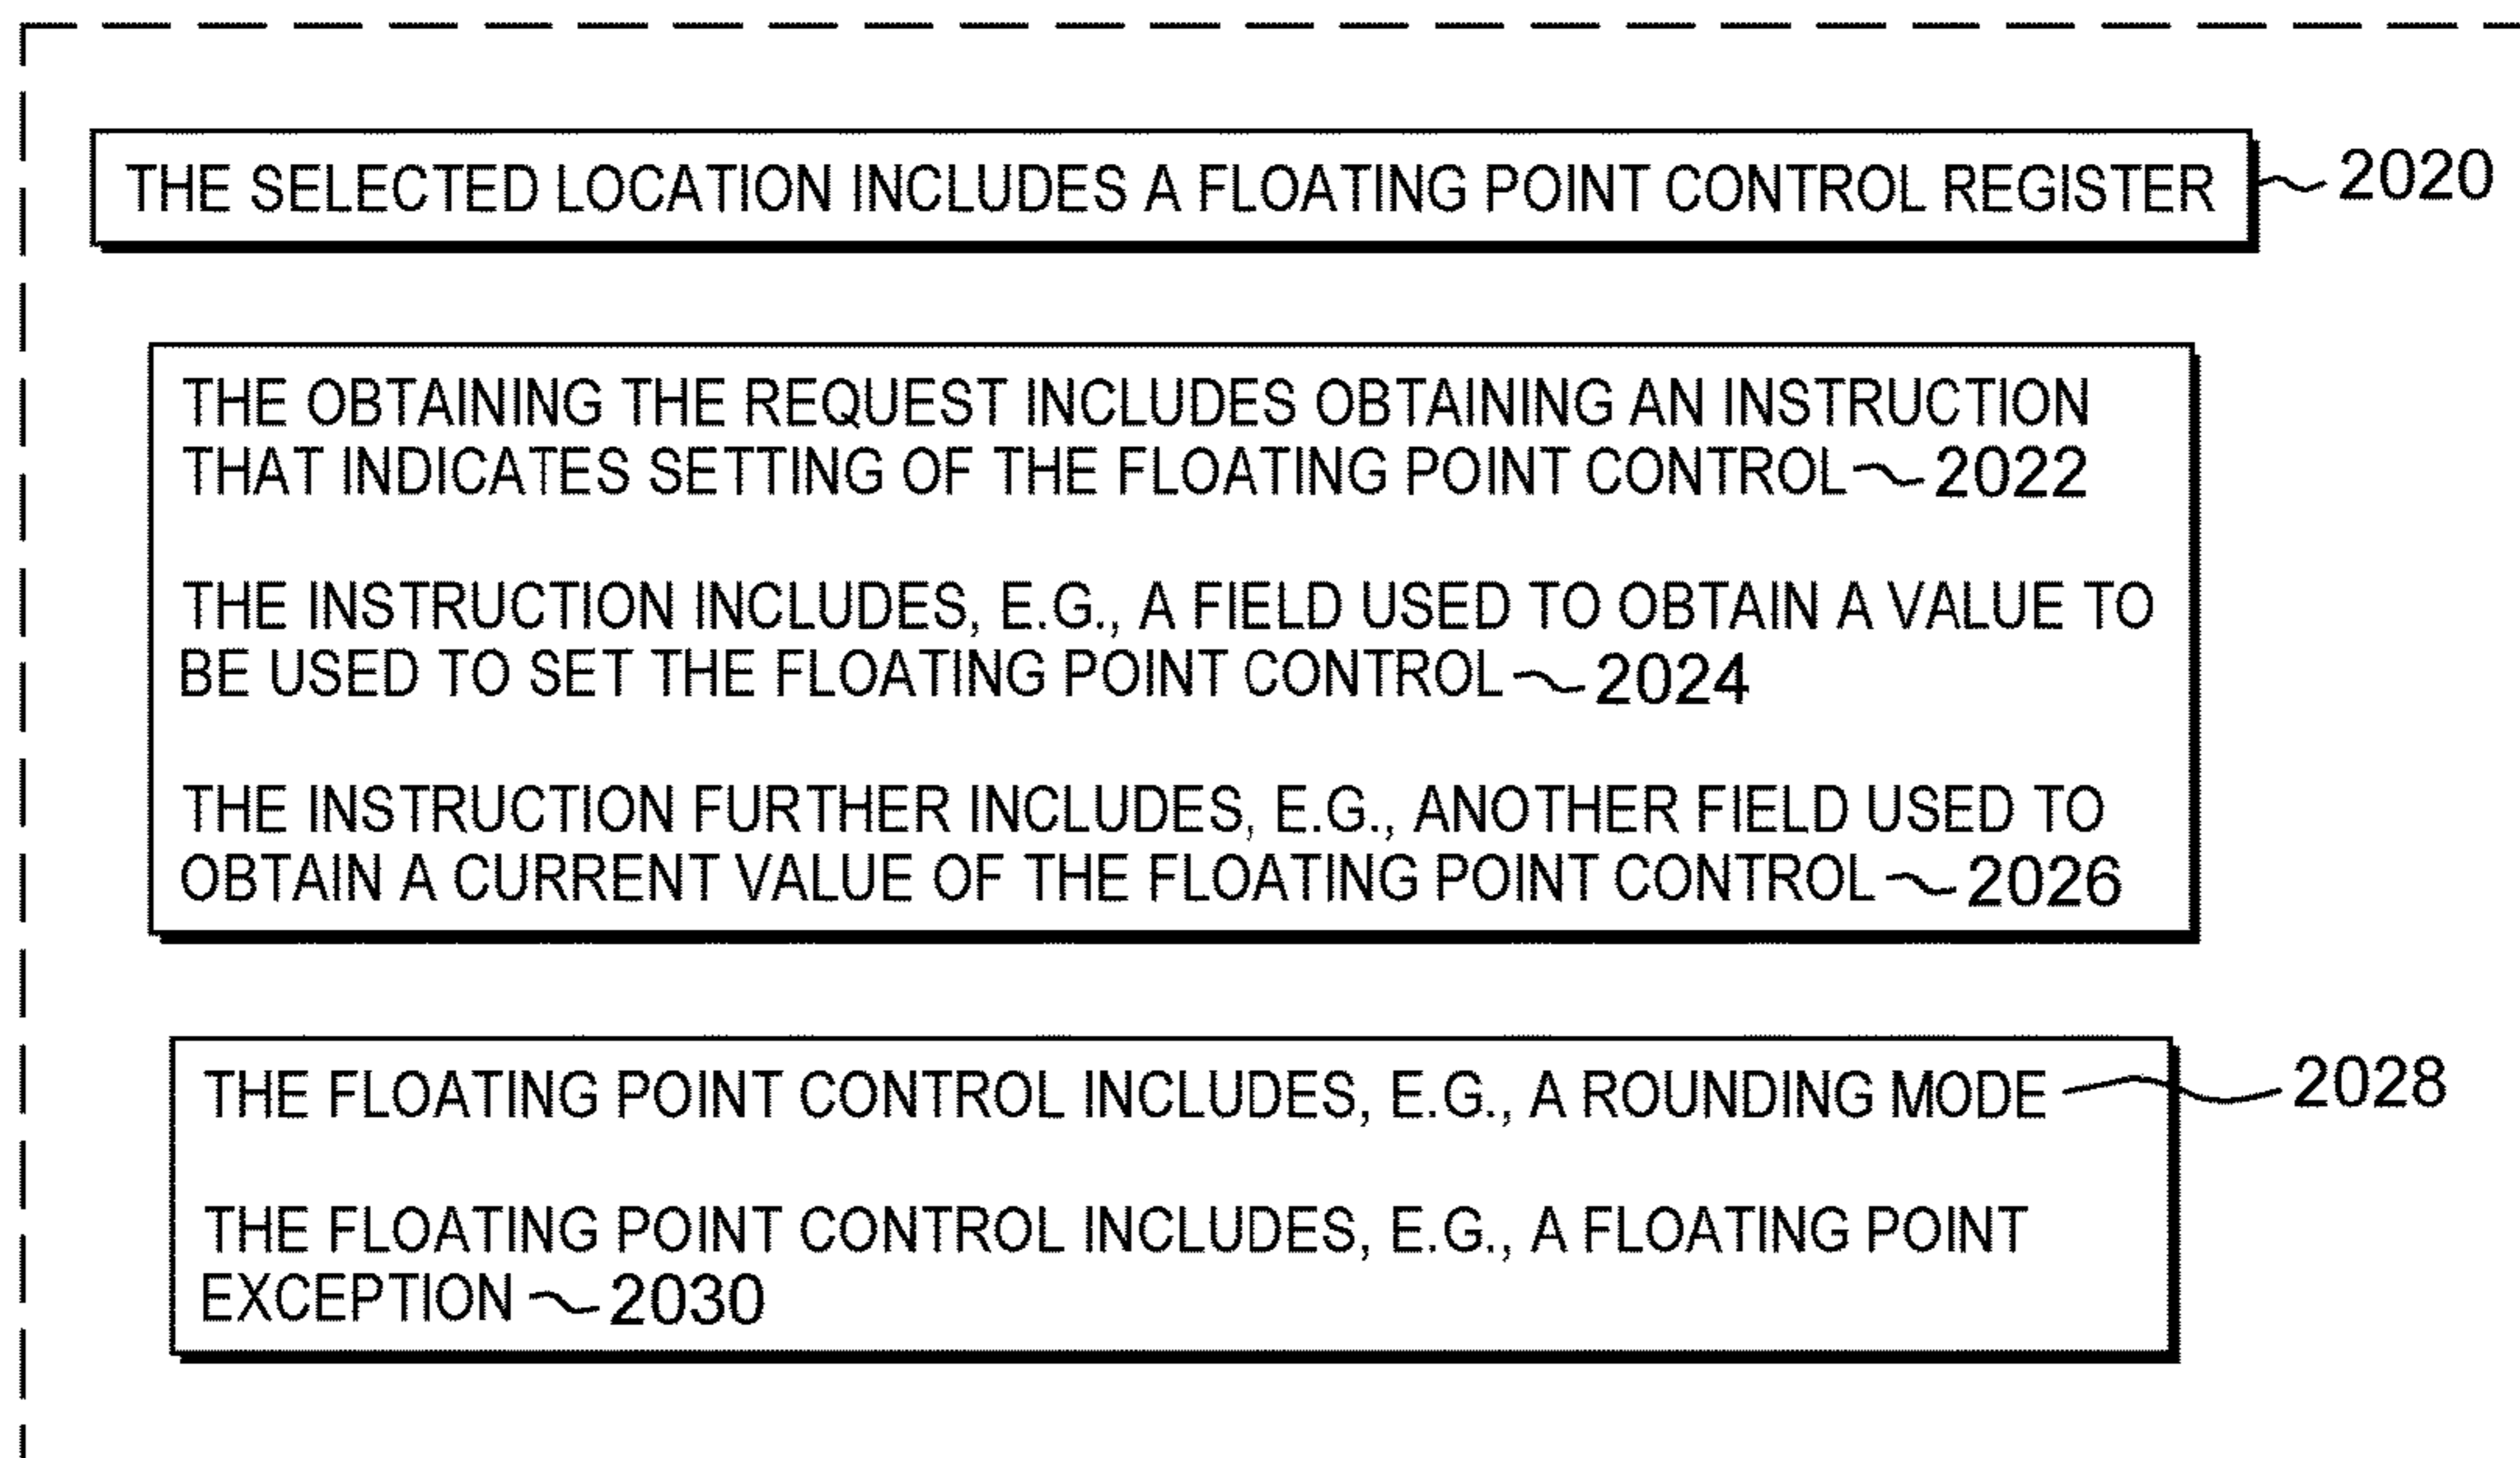 THE SELECTED LOCATION INCLUDES A FLOATING POINT CONTROL REGISTER 2020
THE OBTAINING THE REQUEST INCLUDES OBTAINING AN INSTRUCTION
THAT INDICATES SETTING OF THE FLOATING POINT CONTROL 2022
THE INSTRUCTION INCLUDES, E.G., A FIELD USED TO OBTAIN A VALUE TO
BE USED TO SET THE FLOATING POINT CONTROL 2024
THE INSTRUCTION FURTHER INCLUDES, E.G., ANOTHER FIELD USED TO
OBTAIN A CURRENT VALUE OF THE FLOATING POINT CONTROL 2026
THE FLOATING POINT CONTROL INCLUDES, E.G., A ROUNDING MODE 2028
THE FLOATING POINT CONTROL INCLUDES, E.G., A FLOATING POINT
EXCEPTION 2030